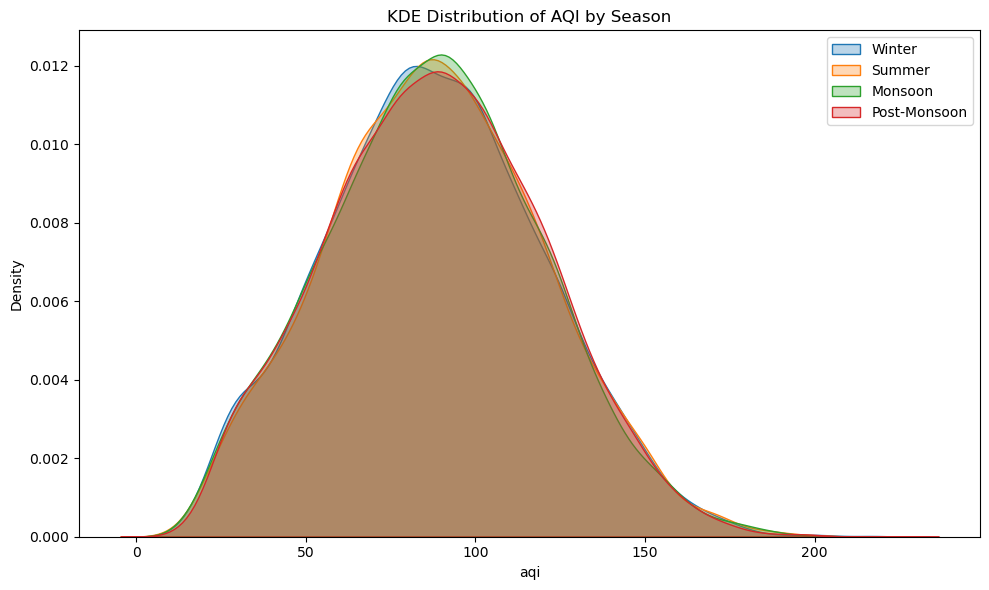 KDE Distribution of AQI by Season
Winter
Summer
Monsoon
Post-Monsoon
0.012
0.010
0.008
0.006
0.004
0.002
0.000
Density
0
50
100
150
200
aqi